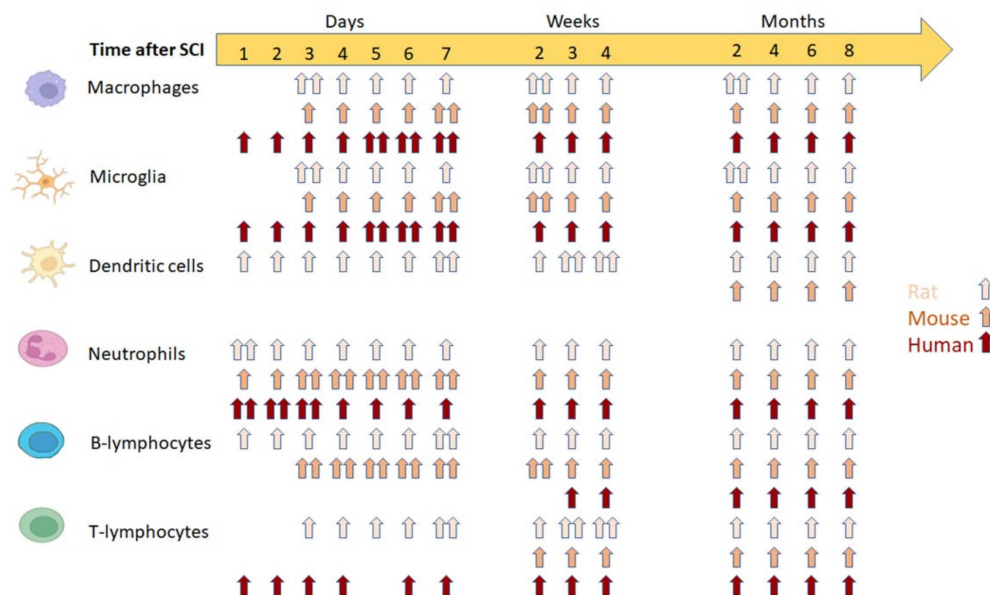 Days Weeks Months
Time after SCI 1 2 3 4 5 6 7 2 3 4 2 4 6 8
Macrophages
Microglia
Dendritic cells
Rat
Mouse
Neutrophils
Human
B-lymphocytes
T-lymphocytes